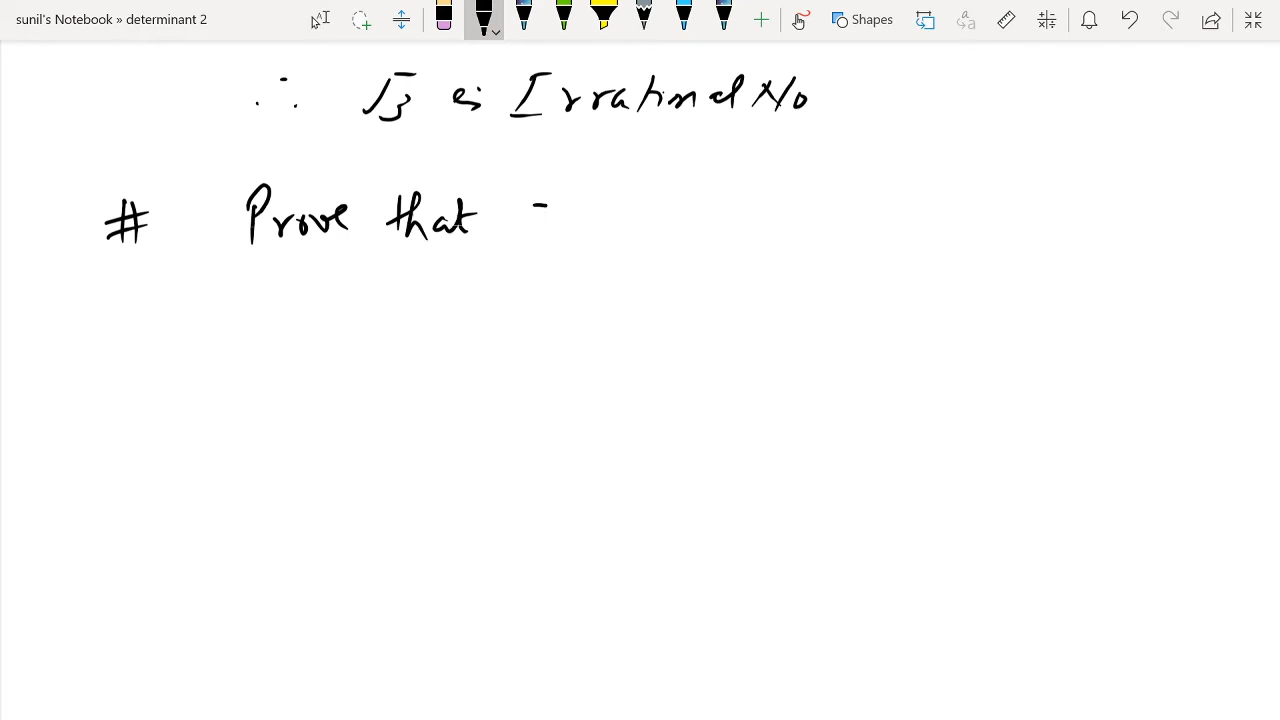 sunil's Notebook » determinant 2
Shapes
∴ √3 is Irrational No
# Prove that -